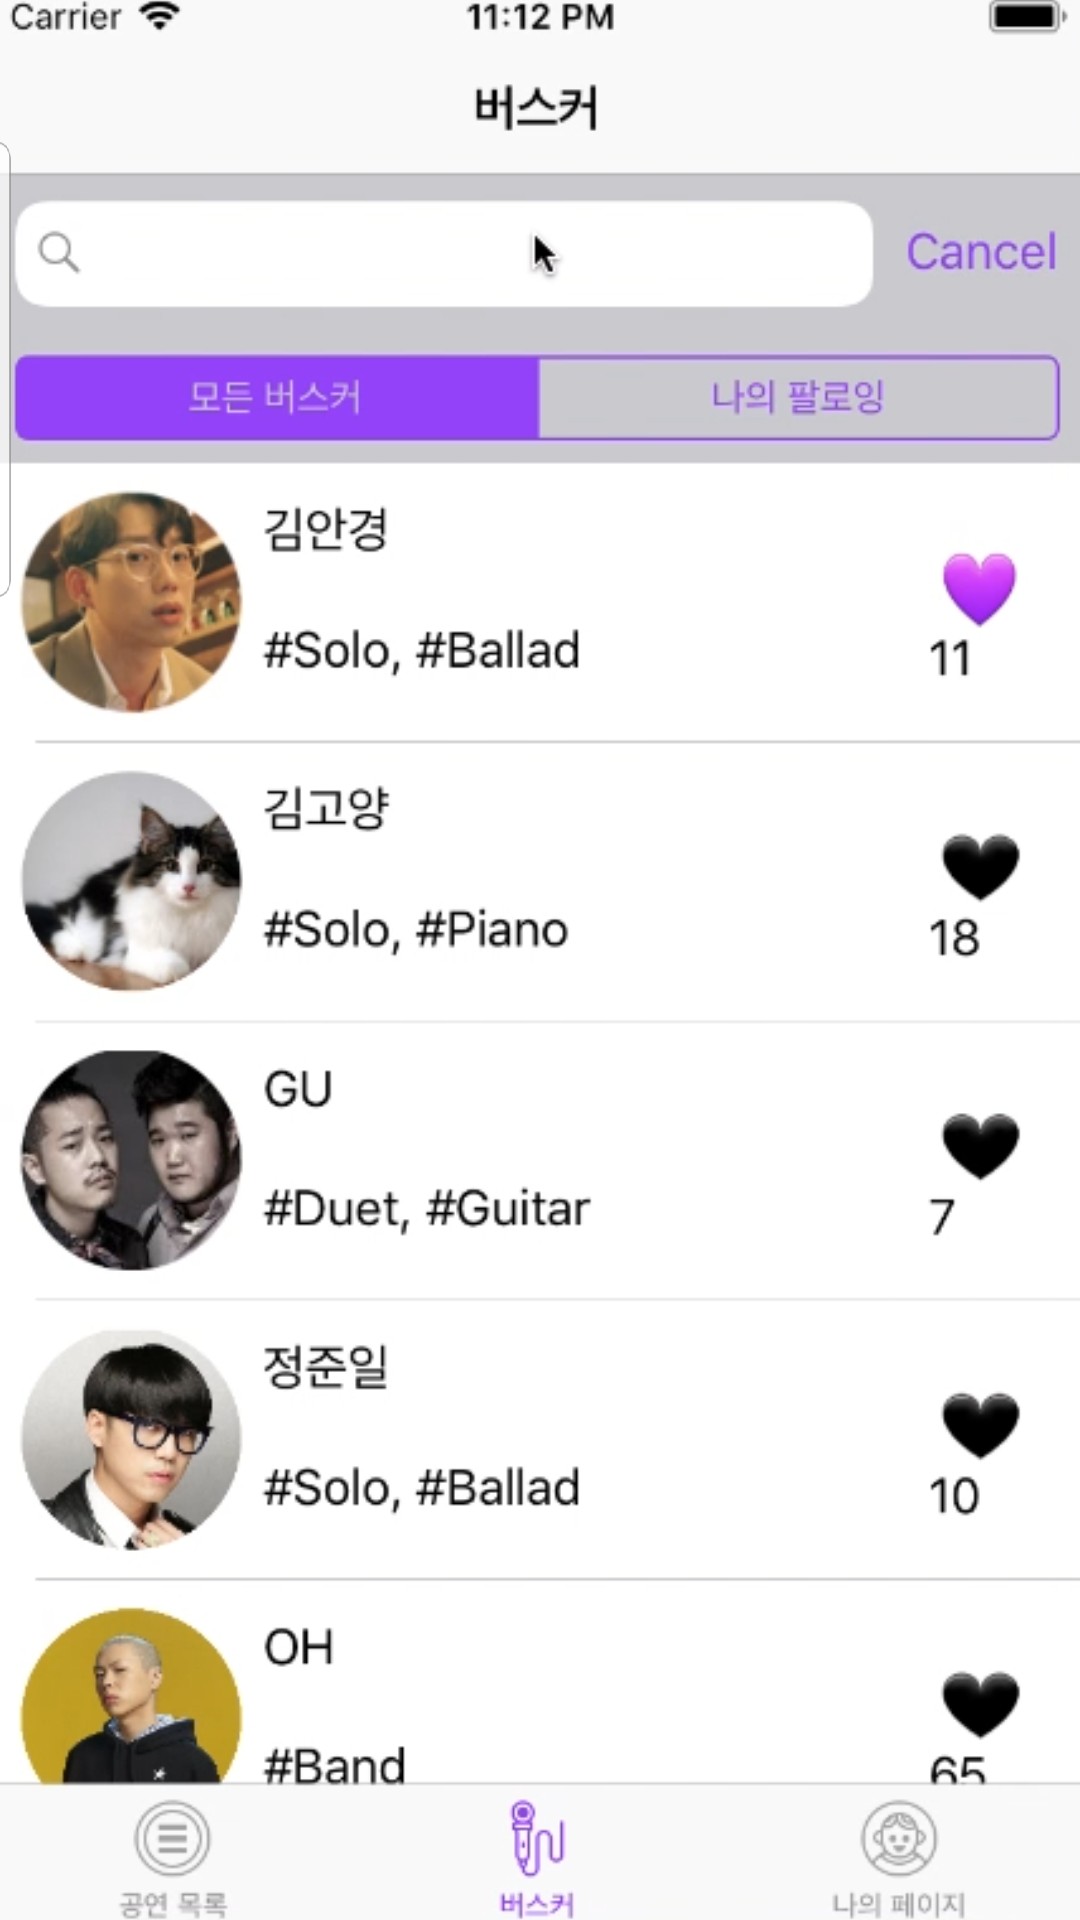 Carrier 11:12 PM
버스커
Cancel
모든 버스커 나의 팔로잉
김안경
#Solo, #Ballad
11
김고양
#Solo, #Piano
18
GU
#Duet, #Guitar
7
정준일
#Solo, #Ballad
10
OH
#Band
65
공연 목록 버스커 나의 페이지